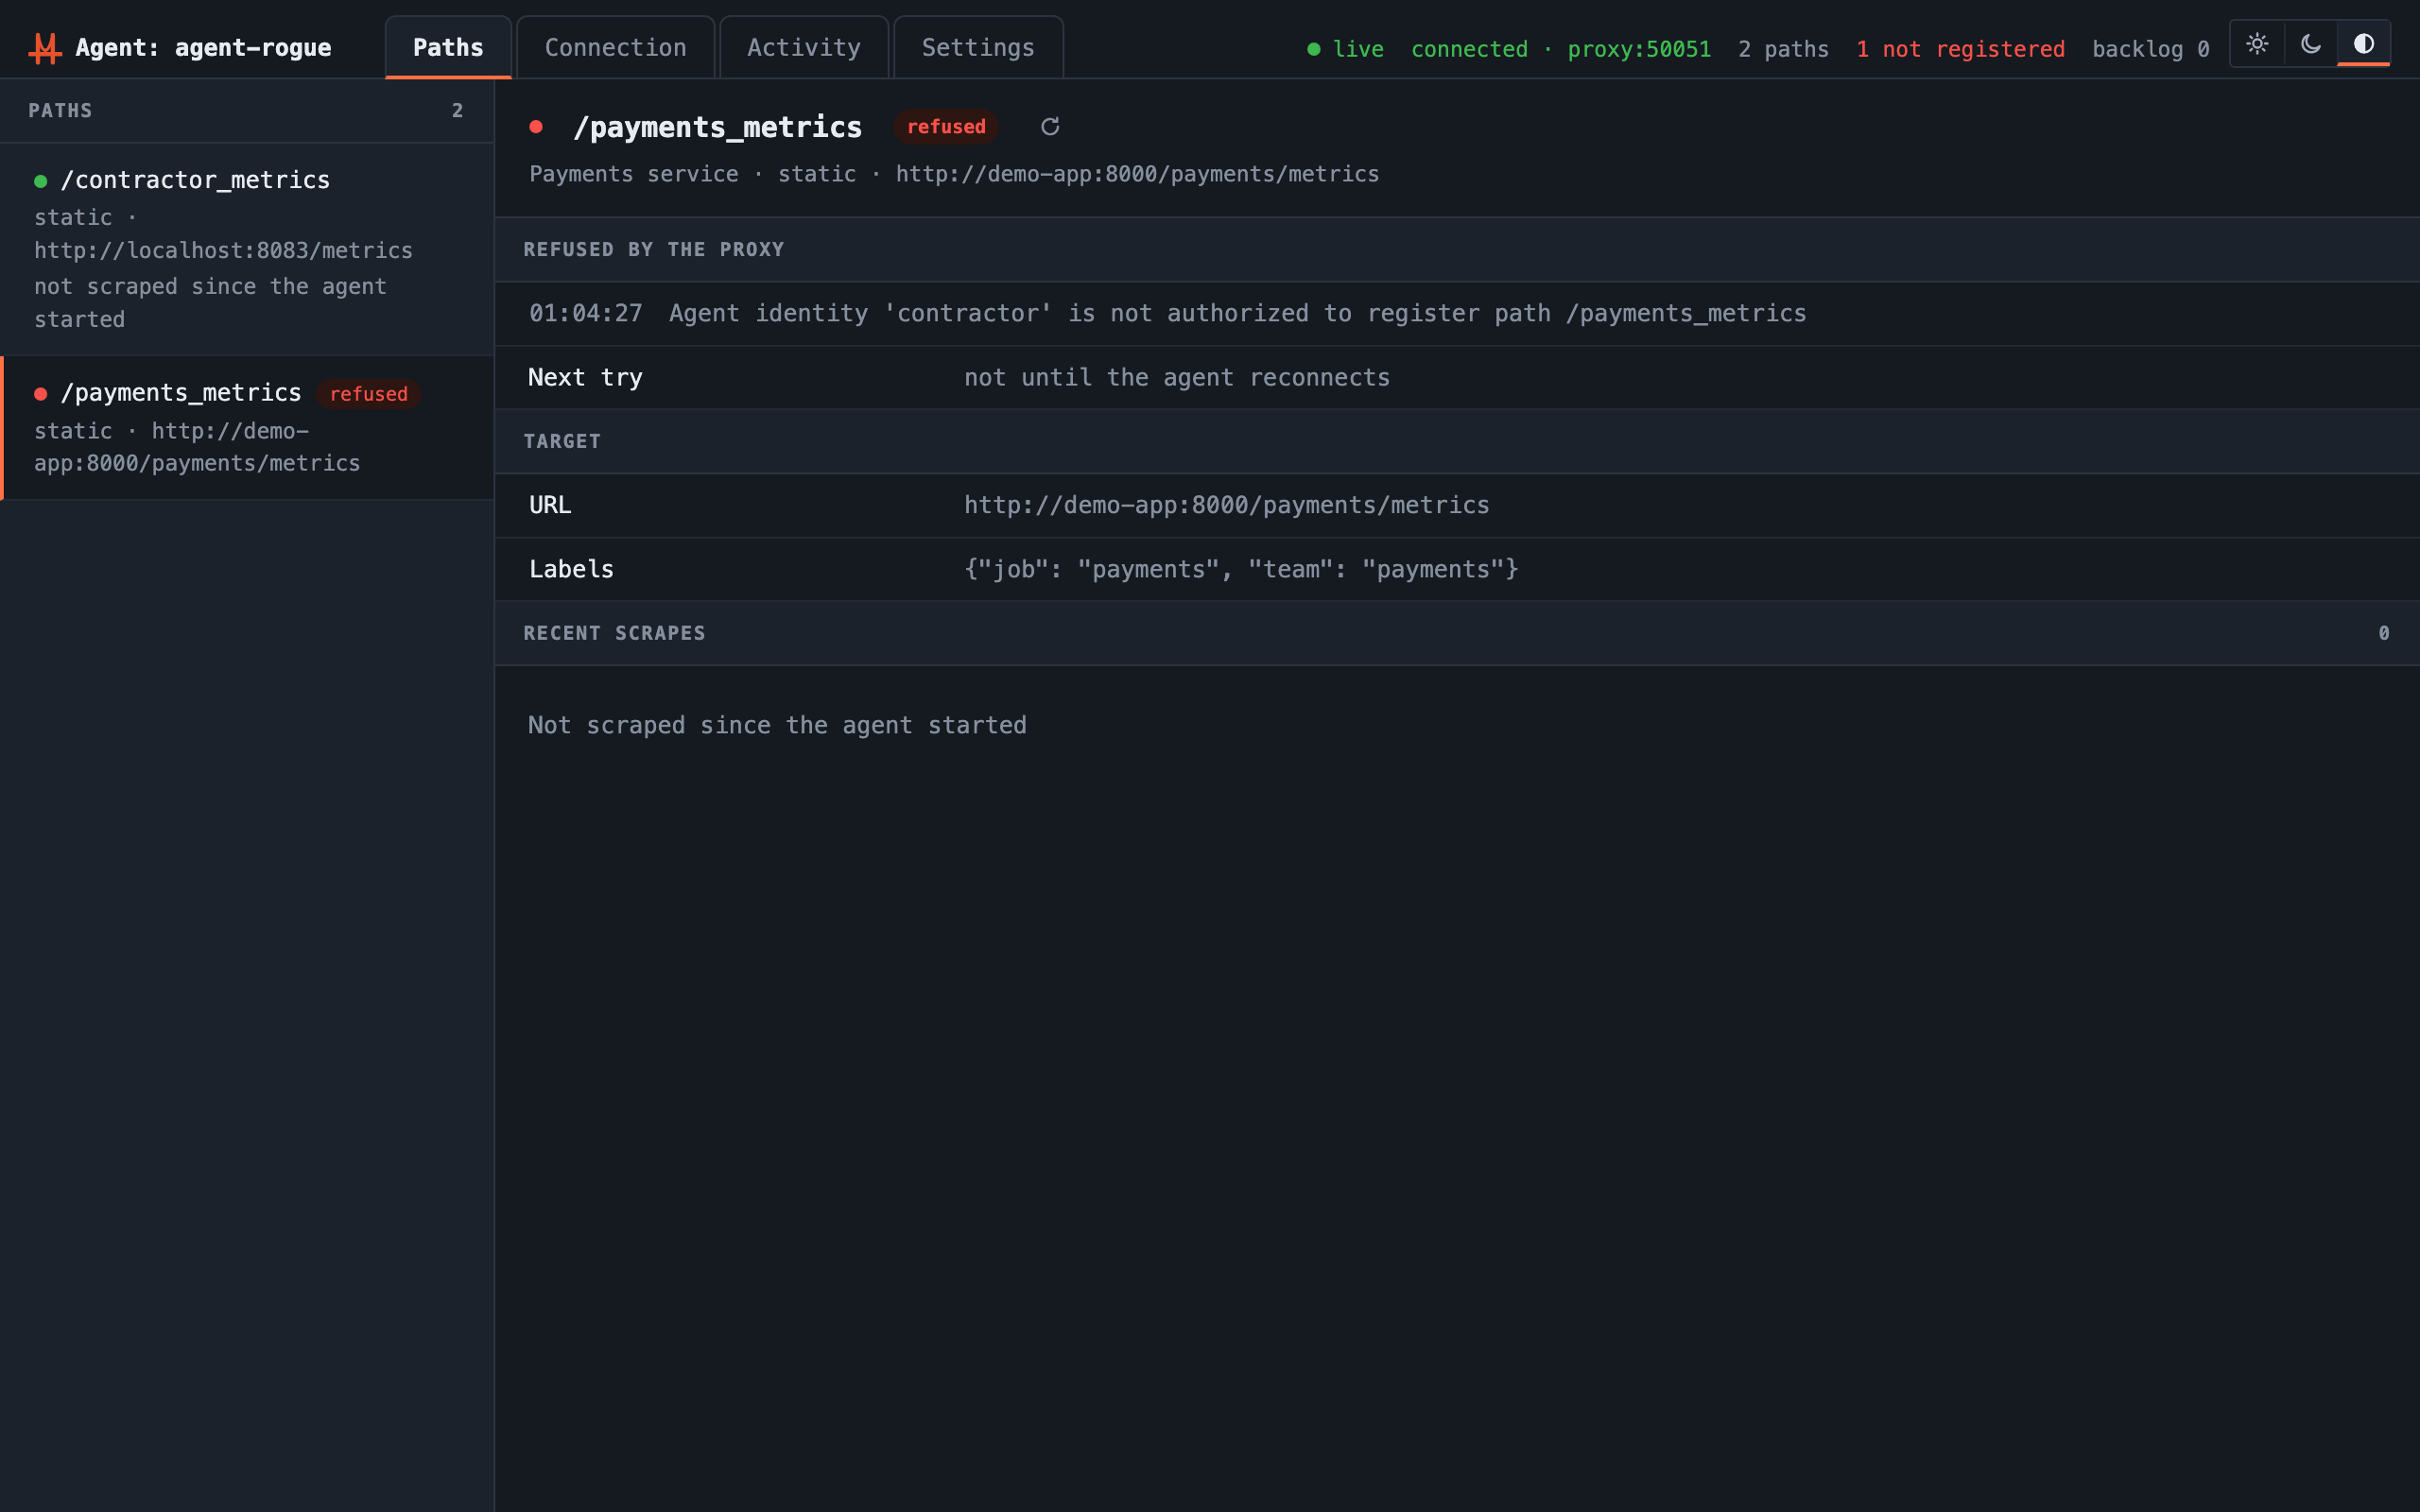 Agent: agent-rogue
Paths
Connection
Activity
Settings
live connected · proxy:50051 2 paths 1 not registered backlog 0
PATHS 2
/contractor_metrics
static ·
http://localhost:8083/metrics
not scraped since the agent
started
/payments_metrics refused
static · http://demo-
app:8000/payments/metrics
/payments_metrics refused
Payments service · static · http://demo-app:8000/payments/metrics
REFUSED BY THE PROXY
01:04:27 Agent identity 'contractor' is not authorized to register path /payments_metrics
Next try not until the agent reconnects
TARGET
URL http://demo-app:8000/payments/metrics
Labels {"job": "payments", "team": "payments"}
RECENT SCRAPES 0
Not scraped since the agent started